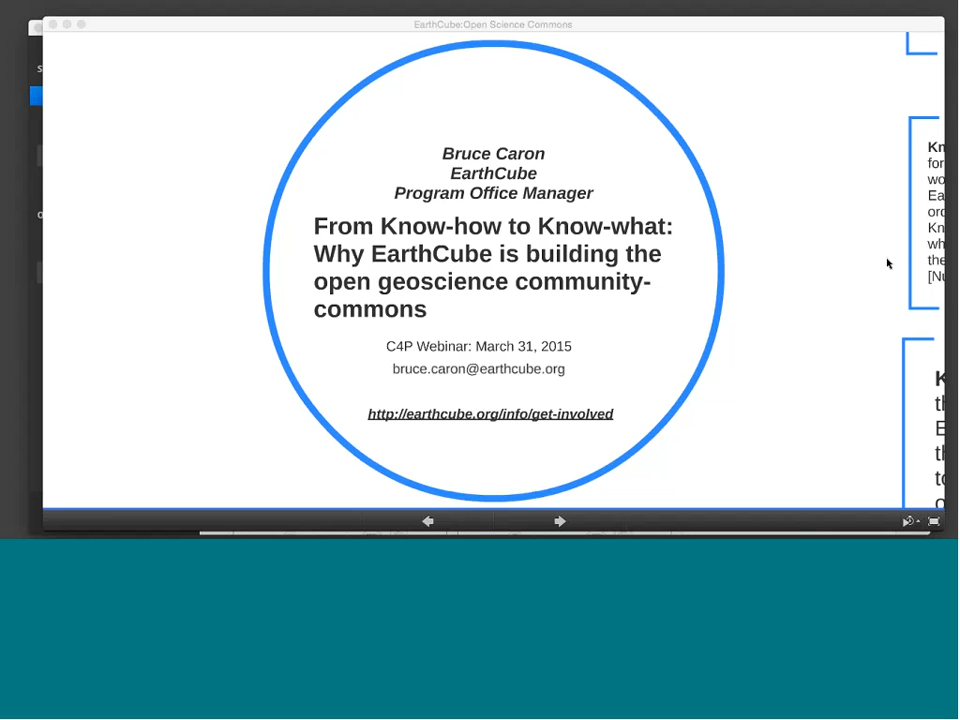 EarthCube:Open Science Commons
Bruce Caron
EarthCube
Program Office Manager
From Know-how to Know-what:
Why EarthCube is building the
open geoscience community-
commons
C4P Webinar: March 31, 2015
bruce.caron@earthcube.org
http://earthcube.org/info/get-involved
for